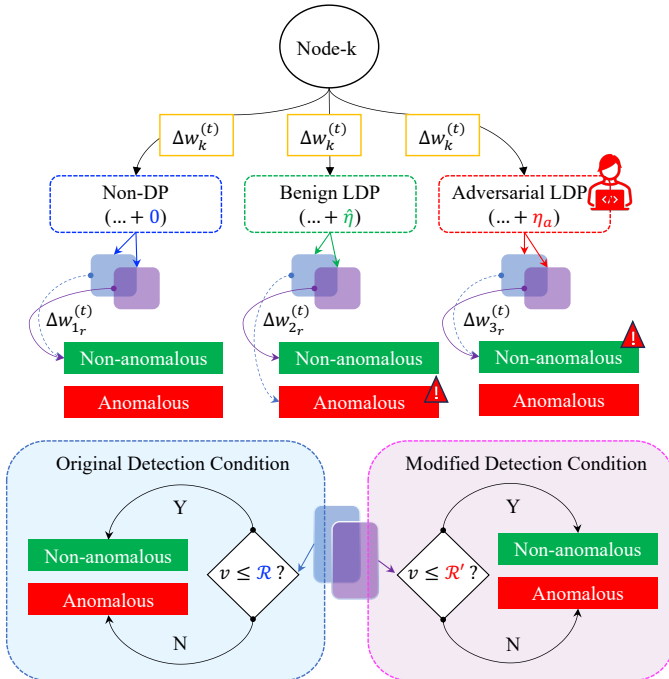 Node-k
Δw_k^(t)
Δw_k^(t)
Δw_k^(t)
Non-DP
(... + 0)
Benign LDP
(... + η̂)
Adversarial LDP
(... + η_a)
</>
Δw_{1_r}^(t)
Δw_{2_r}^(t)
Δw_{3_r}^(t)
Non-anomalous
Non-anomalous
Non-anomalous
!
Anomalous
Anomalous
!
Anomalous
Original Detection Condition
Modified Detection Condition
Y
Y
Non-anomalous
Non-anomalous
v ≤ ℛ ?
v ≤ ℛ′ ?
Anomalous
Anomalous
N
N